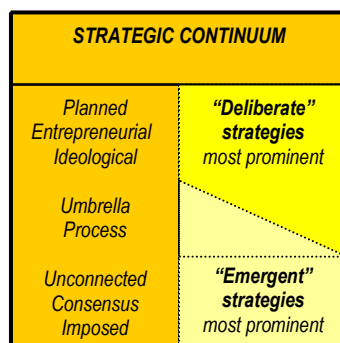 STRATEGIC CONTINUUM
Planned
Entrepreneurial
Ideological
Umbrella
Process
Unconnected
Consensus
Imposed
“Deliberate”
strategies
most prominent
“Emergent”
strategies
most prominent